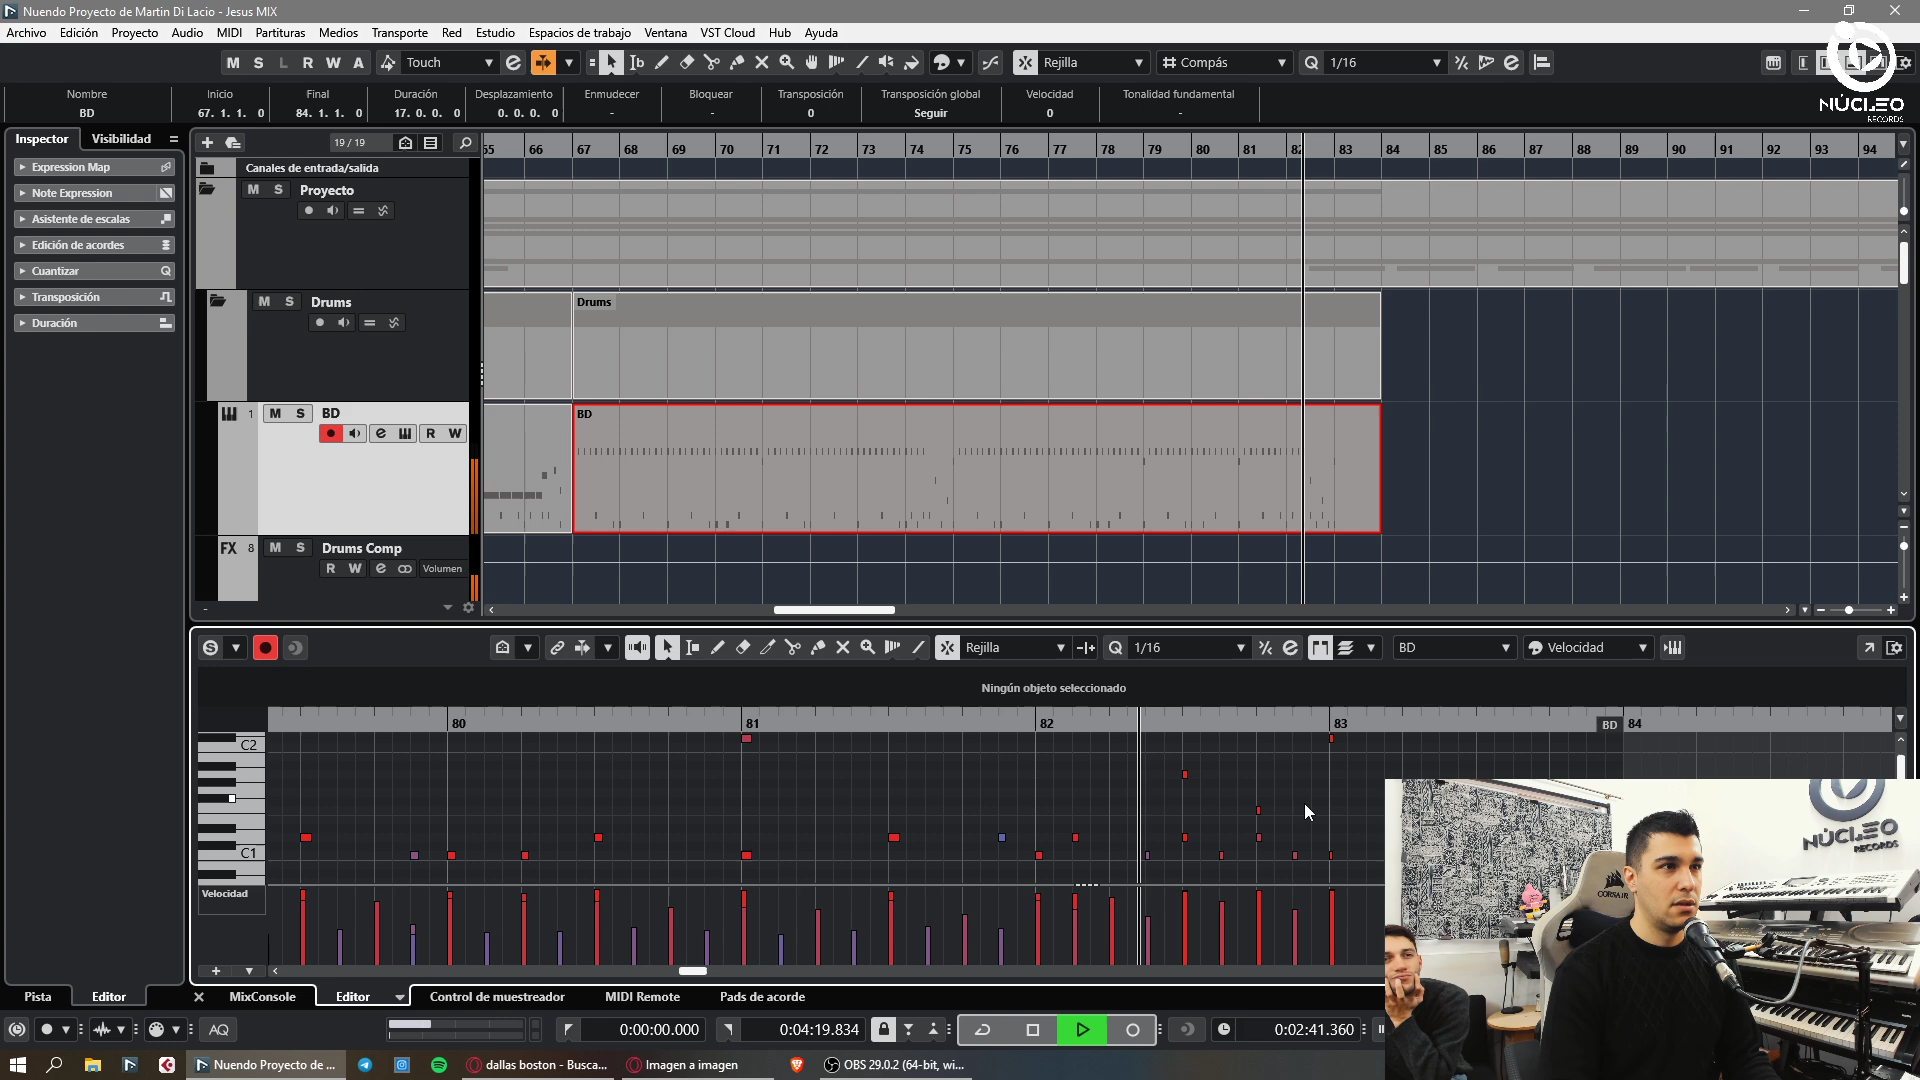 Nuendo Proyecto de Martin Di Lacio - Jesus MIX
Archivo Edición Proyecto Audio MIDI Partituras Medios Transporte Red Estudio Espacios de trabajo Ventana VST Cloud Hub Ayuda
M S L R W A Touch Rejilla Compás 1/16
NÚCLEO
RECORDS
Nombre Inicio Final Duración Desplazamiento Enmudecer Bloquear Transposición Transposición global Velocidad Tonalidad fundamental
BD 67. 1. 1. 0 84. 1. 1. 0 17. 0. 0. 0 0. 0. 0. 0 - - 0 Seguir 0 -
Inspector Visibilidad
Expression Map
Note Expression
Asistente de escalas
Edición de acordes
Cuantizar
Transposición
Duración
19 / 19
65 66 67 68 69 70 71 72 73 74 75 76 77 78 79 80 81 82 83 84 85 86 87 88 89 90 91 92 93 94
Canales de entrada/salida
M S Proyecto
M S Drums
Drums
1 M S BD
R W
BD
FX 8 M S Drums Comp
R W Volumen
Rejilla 1/16 BD Velocidad
Ningún objeto seleccionado
80 81 82 83 BD 84
C2
C1
Velocidad
NÚCLEO
RECORDS
CORSAIR
Pista Editor
MixConsole Editor Control de muestreador MIDI Remote Pads de acorde
AQ 0:00:00.000 0:04:19.834 0:02:41.360
Nuendo Proyecto de ... dallas boston - Busca... Imagen a imagen OBS 29.0.2 (64-bit, wi...